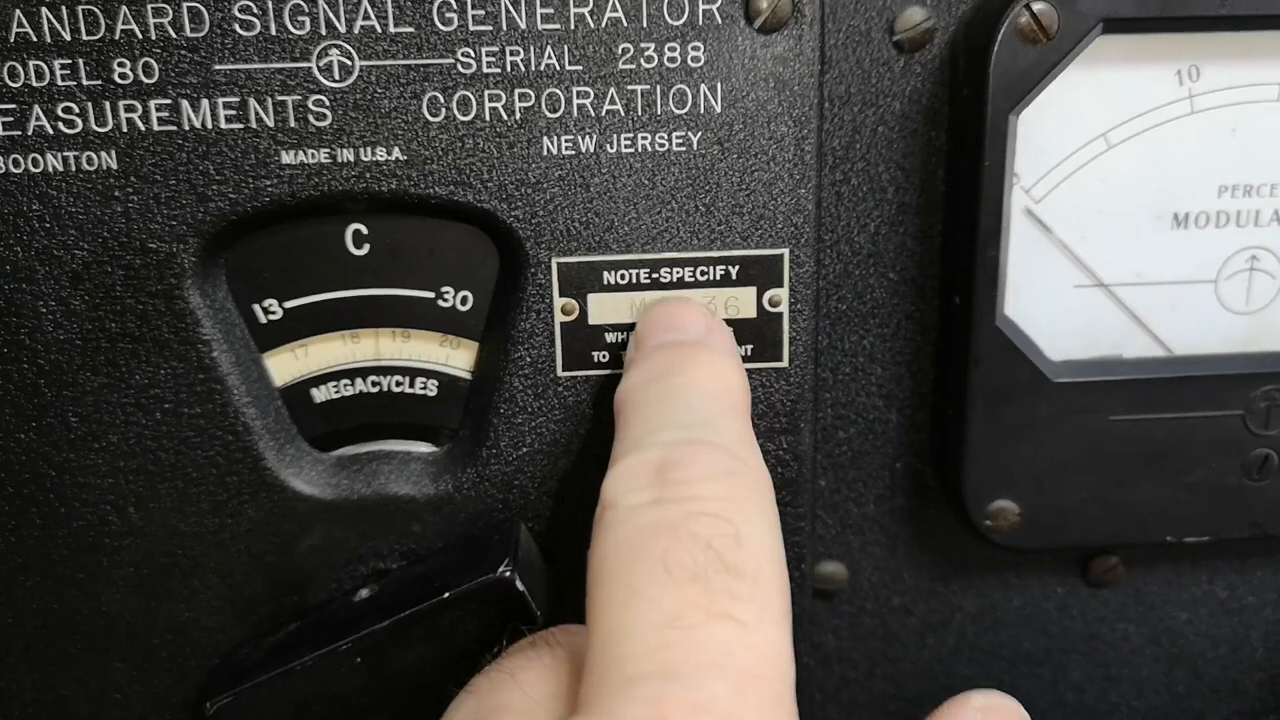 ANDARD SIGNAL GENERATOR
ODEL 80 SERIAL 2388
EASUREMENTS CORPORATION
BOONTON MADE IN U.S.A. NEW JERSEY
C
13 30
17 18 19 20
MEGACYCLES
NOTE-SPECIFY
TO
10
PERCE
MODULA